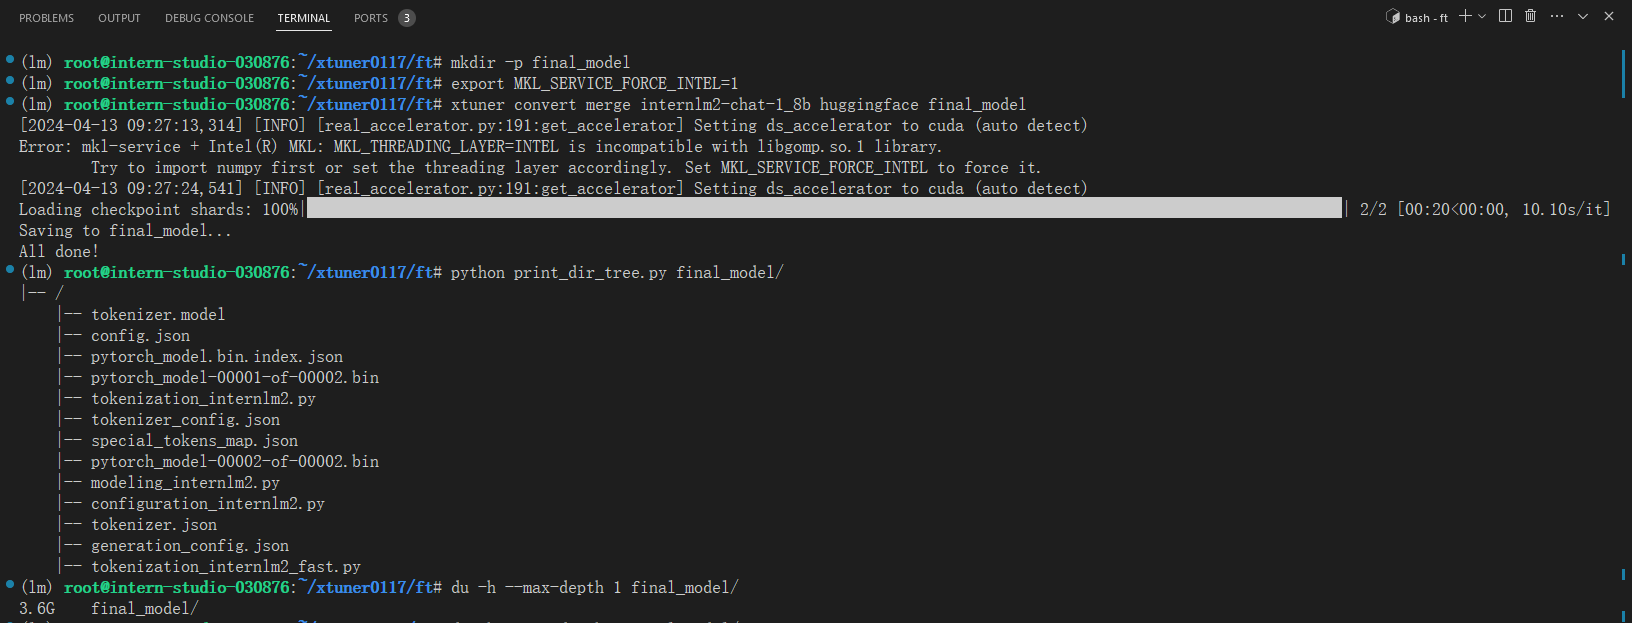 PROBLEMS OUTPUT DEBUG CONSOLE TERMINAL PORTS 3 bash - ft
(lm) root@intern-studio-030876:~/xtuner0117/ft# mkdir -p final_model
(lm) root@intern-studio-030876:~/xtuner0117/ft# export MKL_SERVICE_FORCE_INTEL=1
(lm) root@intern-studio-030876:~/xtuner0117/ft# xtuner convert merge internlm2-chat-1_8b huggingface final_model
[2024-04-13 09:27:13,314] [INFO] [real_accelerator.py:191:get_accelerator] Setting ds_accelerator to cuda (auto detect)
Error: mkl-service + Intel(R) MKL: MKL_THREADING_LAYER=INTEL is incompatible with libgomp.so.1 library.
Try to import numpy first or set the threading layer accordingly. Set MKL_SERVICE_FORCE_INTEL to force it.
[2024-04-13 09:27:24,541] [INFO] [real_accelerator.py:191:get_accelerator] Setting ds_accelerator to cuda (auto detect)
Loading checkpoint shards: 100%| | 2/2 [00:20<00:00, 10.10s/it]
Saving to final_model...
All done!
(lm) root@intern-studio-030876:~/xtuner0117/ft# python print_dir_tree.py final_model/
|-- /
|-- tokenizer.model
|-- config.json
|-- pytorch_model.bin.index.json
|-- pytorch_model-00001-of-00002.bin
|-- tokenization_internlm2.py
|-- tokenizer_config.json
|-- special_tokens_map.json
|-- pytorch_model-00002-of-00002.bin
|-- modeling_internlm2.py
|-- configuration_internlm2.py
|-- tokenizer.json
|-- generation_config.json
|-- tokenization_internlm2_fast.py
(lm) root@intern-studio-030876:~/xtuner0117/ft# du -h --max-depth 1 final_model/
3.6G final_model/